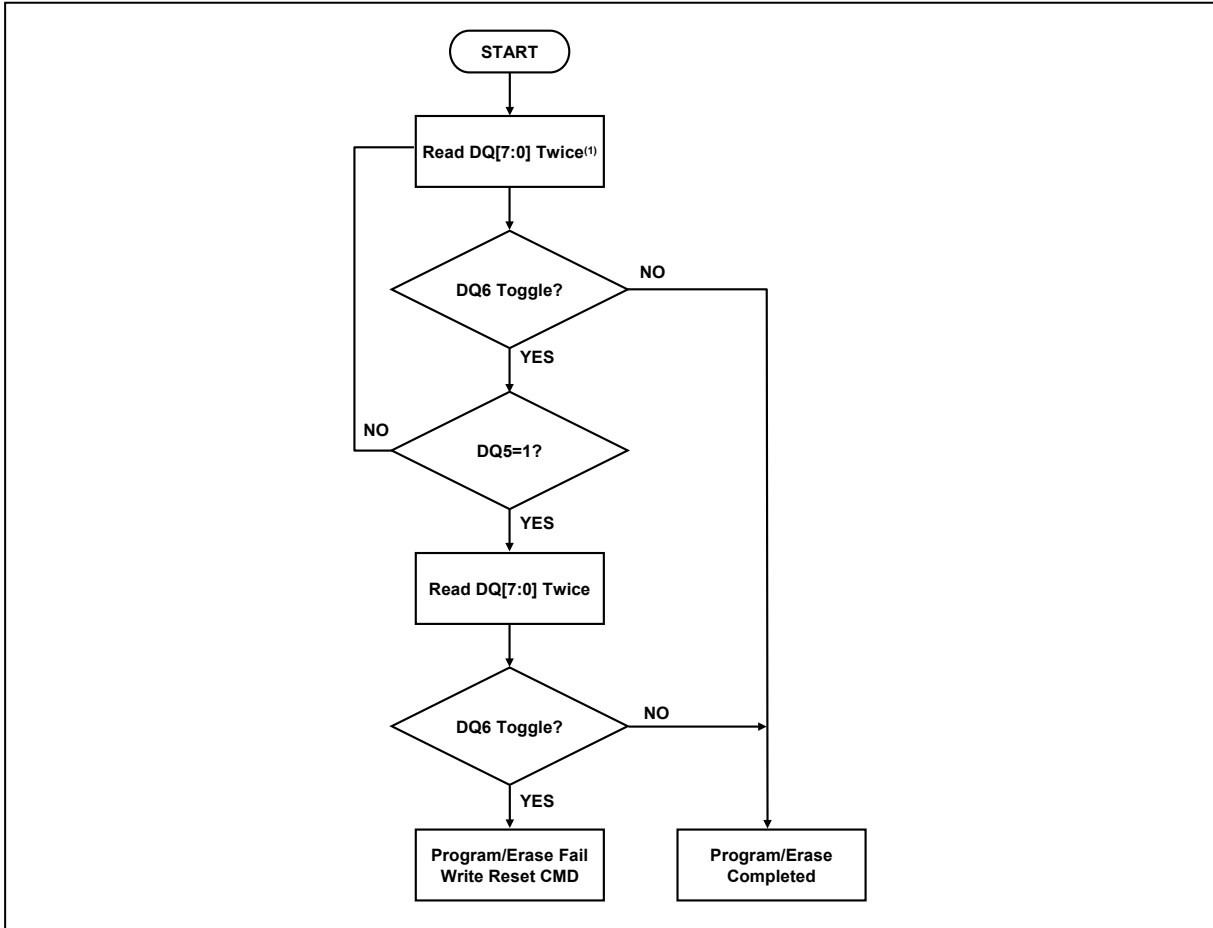 START
Read DQ[7:0] Twice(1)
DQ6 Toggle?
NO
YES
NO
DQ5=1?
YES
Read DQ[7:0] Twice
DQ6 Toggle?
NO
YES
Program/Erase Fail
Write Reset CMD
Program/Erase
Completed